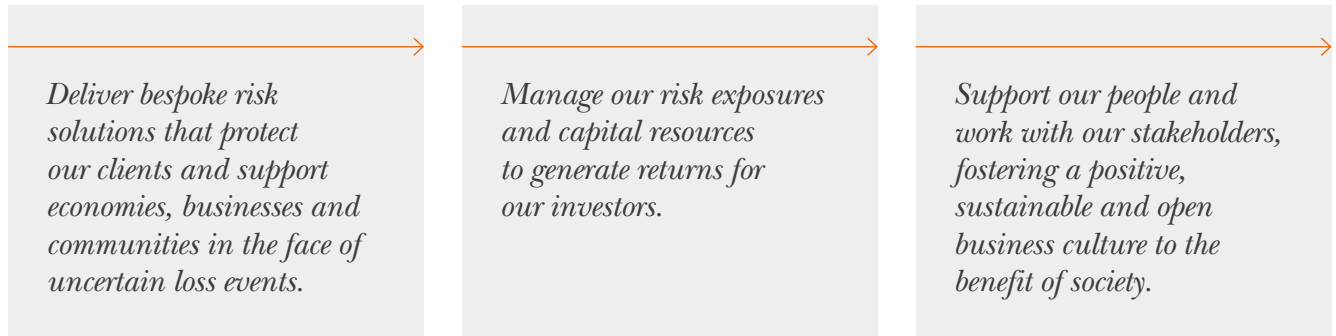 Deliver bespoke risk
solutions that protect
our clients and support
economies, businesses and
communities in the face of
uncertain loss events.
Manage our risk exposures
and capital resources
to generate returns for
our investors.
Support our people and
work with our stakeholders,
fostering a positive,
sustainable and open
business culture to the
benefit of society.